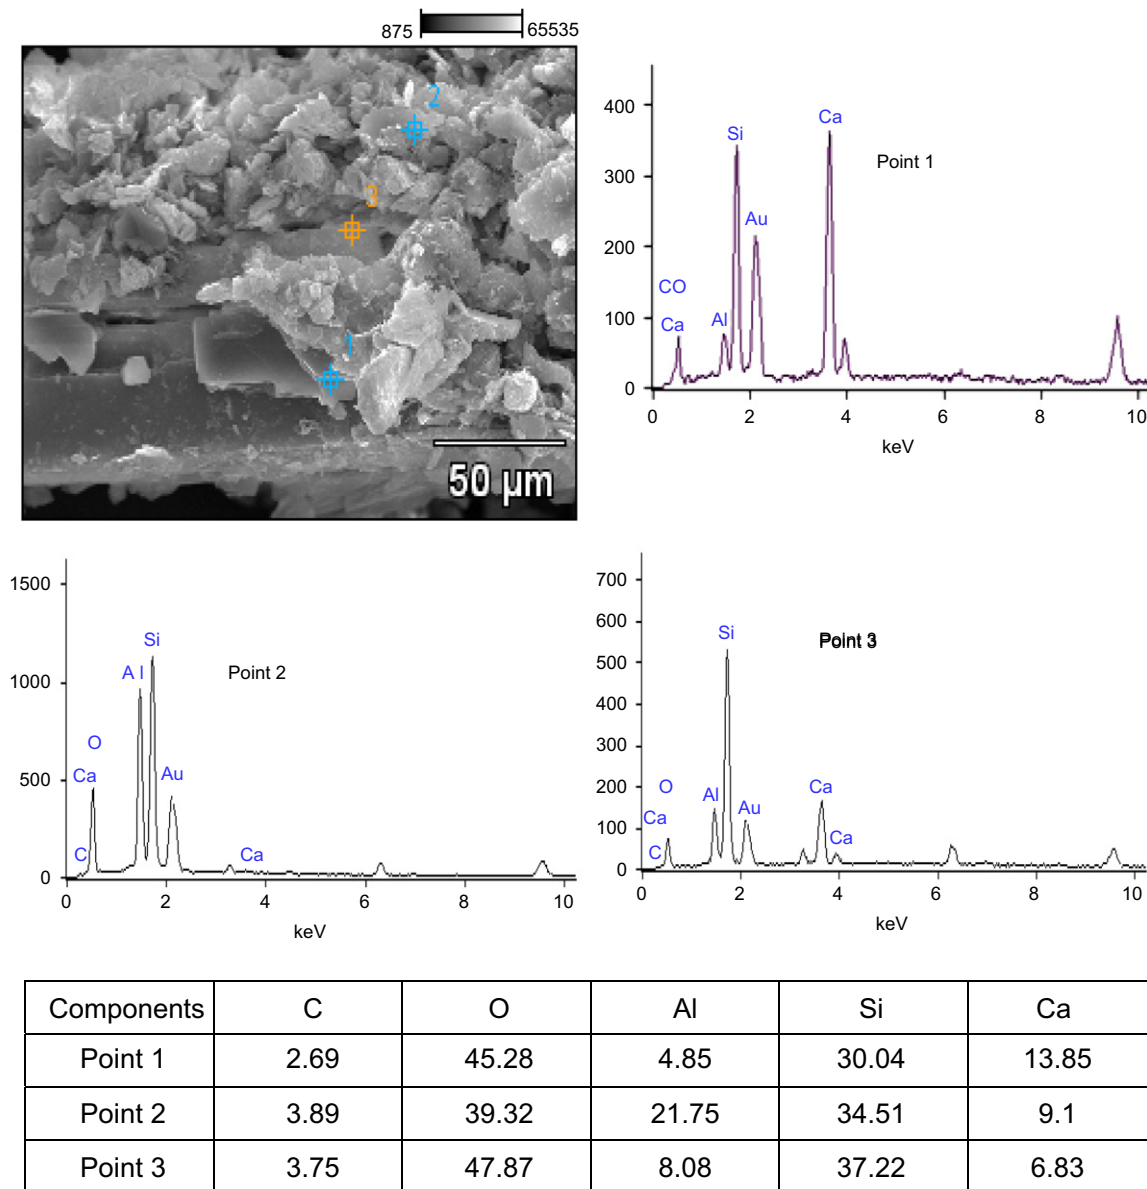 875 65535
2
3
1
50 µm
400
300
200
100
0
Si
Ca
Point 1
Au
CO
Ca
Al
0 2 4 6 8 10
keV
1500
1000
500
0
Si
A l
Point 2
O
Ca
Au
C
Ca
0 2 4 6 8 10
keV
700
600
500
400
300
200
100
0
Si
Point 3
Point 3
O
Al
Ca
Au
Ca
Ca
C
0 2 4 6 8 10
keV
Components C O Al Si Ca
Point 1 2.69 45.28 4.85 30.04 13.85
Point 2 3.89 39.32 21.75 34.51 9.1
Point 3 3.75 47.87 8.08 37.22 6.83